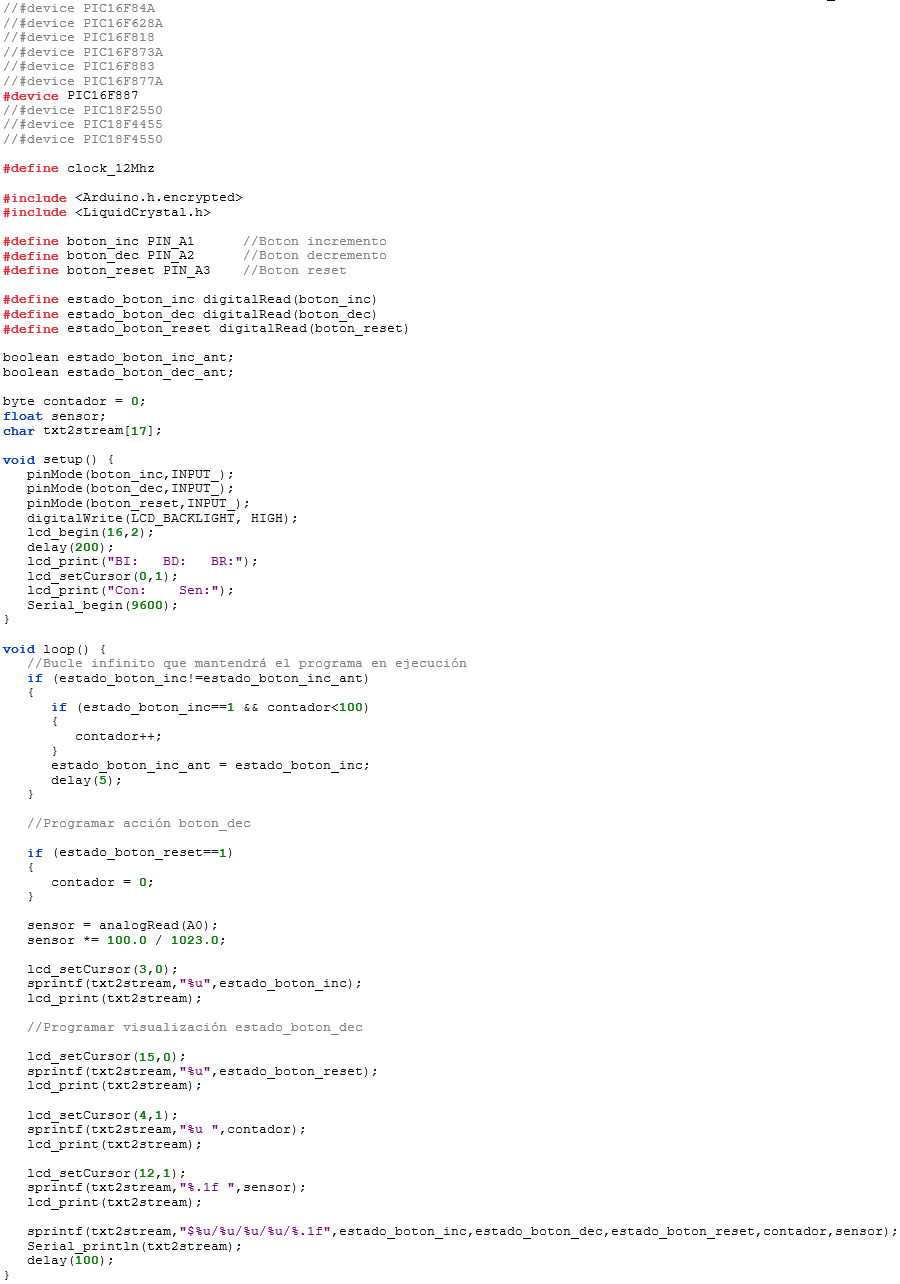 //#device PIC16F84A
//#device PIC16F628A
//#device PIC16F818
//#device PIC16F873A
//#device PIC16F883
//#device PIC16F877A
#device PIC16F887
//#device PIC18F2550
//#device PIC18F4455
//#device PIC18F4550
#define clock_12Mhz
#include <Arduino.h.encrypted>
#include <LiquidCrystal.h>
#define boton_inc PIN_A1      //Boton incremento
#define boton_dec PIN_A2      //Boton decremento
#define boton_reset PIN_A3    //Boton reset
#define estado_boton_inc digitalRead(boton_inc)
#define estado_boton_dec digitalRead(boton_dec)
#define estado_boton_reset digitalRead(boton_reset)
boolean estado_boton_inc_ant;
boolean estado_boton_dec_ant;
byte contador = 0;
float sensor;
char txt2stream[17];
void setup() {
   pinMode(boton_inc,INPUT_);
   pinMode(boton_dec,INPUT_);
   pinMode(boton_reset,INPUT_);
   digitalWrite(LCD_BACKLIGHT, HIGH);
   lcd_begin(16,2);
   delay(200);
   lcd_print("BI:   BD:   BR:");
   lcd_setCursor(0,1);
   lcd_print("Con:    Sen:");
   Serial_begin(9600);
}
void loop() {
   //Bucle infinito que mantendrá el programa en ejecución
   if (estado_boton_inc!=estado_boton_inc_ant)
   {
      if (estado_boton_inc==1 && contador<100)
      {
         contador++;
      }
      estado_boton_inc_ant = estado_boton_inc;
      delay(5);
   }
   //Programar acción boton_dec
   if (estado_boton_reset==1)
   {
      contador = 0;
   }
   sensor = analogRead(A0);
   sensor *= 100.0 / 1023.0;
   lcd_setCursor(3,0);
   sprintf(txt2stream,"%u",estado_boton_inc);
   lcd_print(txt2stream);
   //Programar visualización estado_boton_dec
   lcd_setCursor(15,0);
   sprintf(txt2stream,"%u",estado_boton_reset);
   lcd_print(txt2stream);
   lcd_setCursor(4,1);
   sprintf(txt2stream,"%u ",contador);
   lcd_print(txt2stream);
   lcd_setCursor(12,1);
   sprintf(txt2stream,"%.1f ",sensor);
   lcd_print(txt2stream);
   sprintf(txt2stream,"$%u/%u/%u/%u/%.1f",estado_boton_inc,estado_boton_dec,estado_boton_reset,contador,sensor);
   Serial_println(txt2stream);
   delay(100);
}